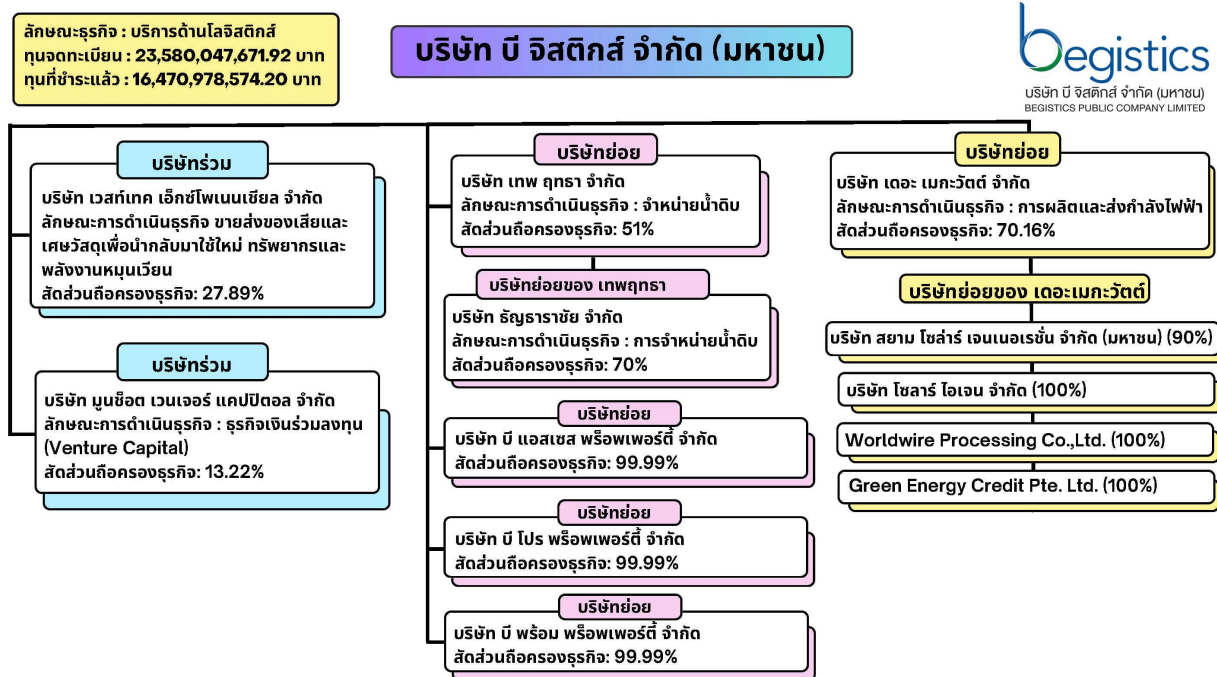 ลักษณะธุรกิจ : บริการด้านโลจิสติกส์
ทุนจดทะเบียน : 23,580,047,671.92 บาท
ทุนที่ชำระแล้ว : 16,470,978,574.20 บาท
บริษัท บี จิสติกส์ จำกัด (มหาชน)
begistics
บริษัท บี จิสติกส์ จำกัด (มหาชน)
BEGISTICS PUBLIC COMPANY LIMITED
บริษัทร่วม
บริษัท เวสท์เทค เอ็กซ์โพเนนเชียล จำกัด
ลักษณะการดำเนินธุรกิจ ขายส่งของเสียและ
เศษวัสดุเพื่อนำกลับมาใช้ใหม่ ทรัพยากรและ
พลังงานหมุนเวียน
สัดส่วนถือครองธุรกิจ: 27.89%
บริษัทร่วม
บริษัท มูนช็อต เวนเจอร์ แคปปิตอล จำกัด
ลักษณะการดำเนินธุรกิจ : ธุรกิจเงินร่วมลงทุน
(Venture Capital)
สัดส่วนถือครองธุรกิจ: 13.22%
บริษัทย่อย
บริษัท เทพ ฤทธา จำกัด
ลักษณะการดำเนินธุรกิจ : จำหน่ายน้ำดิบ
สัดส่วนถือครองธุรกิจ: 51%
บริษัทย่อยของ เทพฤทธา
บริษัท ธัญธาราชัย จำกัด
ลักษณะการดำเนินธุรกิจ : การจำหน่ายน้ำดิบ
สัดส่วนถือครองธุรกิจ: 70%
บริษัทย่อย
บริษัท บี แอสเซส พร็อพเพอร์ตี้ จำกัด
สัดส่วนถือครองธุรกิจ: 99.99%
บริษัทย่อย
บริษัท บี โปร พร็อพเพอร์ตี้ จำกัด
สัดส่วนถือครองธุรกิจ: 99.99%
บริษัทย่อย
บริษัท บี พร้อม พร็อพเพอร์ตี้ จำกัด
สัดส่วนถือครองธุรกิจ: 99.99%
บริษัทย่อย
บริษัท เดอะ เมกะวัตต์ จำกัด
ลักษณะการดำเนินธุรกิจ : การผลิตและส่งกำลังไฟฟ้า
สัดส่วนถือครองธุรกิจ: 70.16%
บริษัทย่อยของ เดอะเมกะวัตต์
บริษัท สยาม โซล่าร์ เจนเนอเรชั่น จำกัด (มหาชน) (90%)
บริษัท โซลาร์ ไอเจน จำกัด (100%)
Worldwire Processing Co.,Ltd. (100%)
Green Energy Credit Pte. Ltd. (100%)